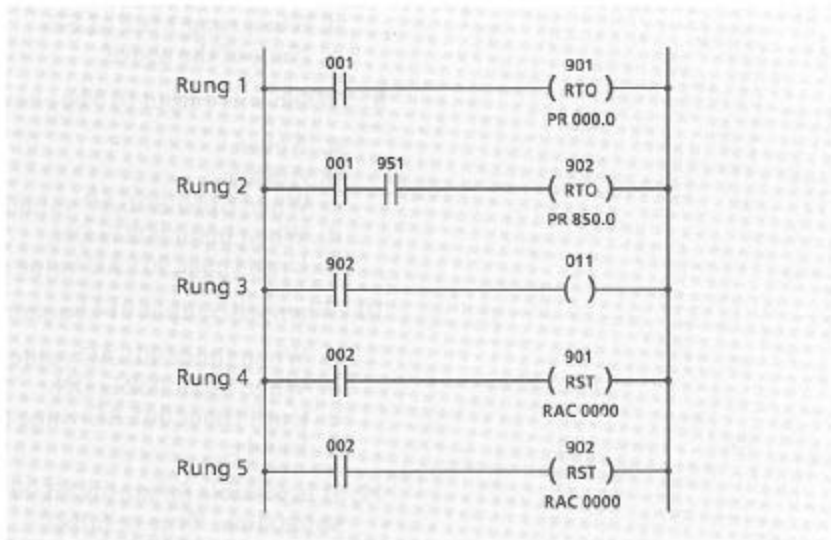 001 901
Rung 1 RTO
PR 000.0
001 951 902
Rung 2 RTO
PR 850.0
902 011
Rung 3
002 901
Rung 4 RST
RAC 0000
002 902
Rung 5 RST
RAC 0000